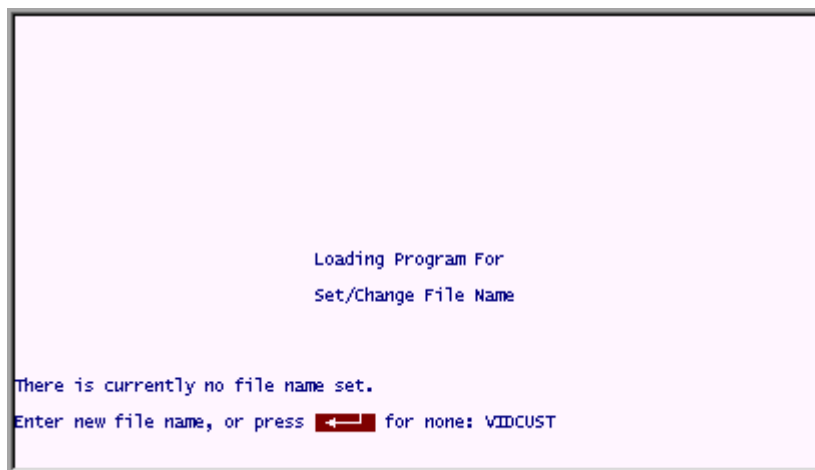 Loading Program For
Set/Change File Name
There is currently no file name set.
Enter new file name, or press for none: VIDCUST